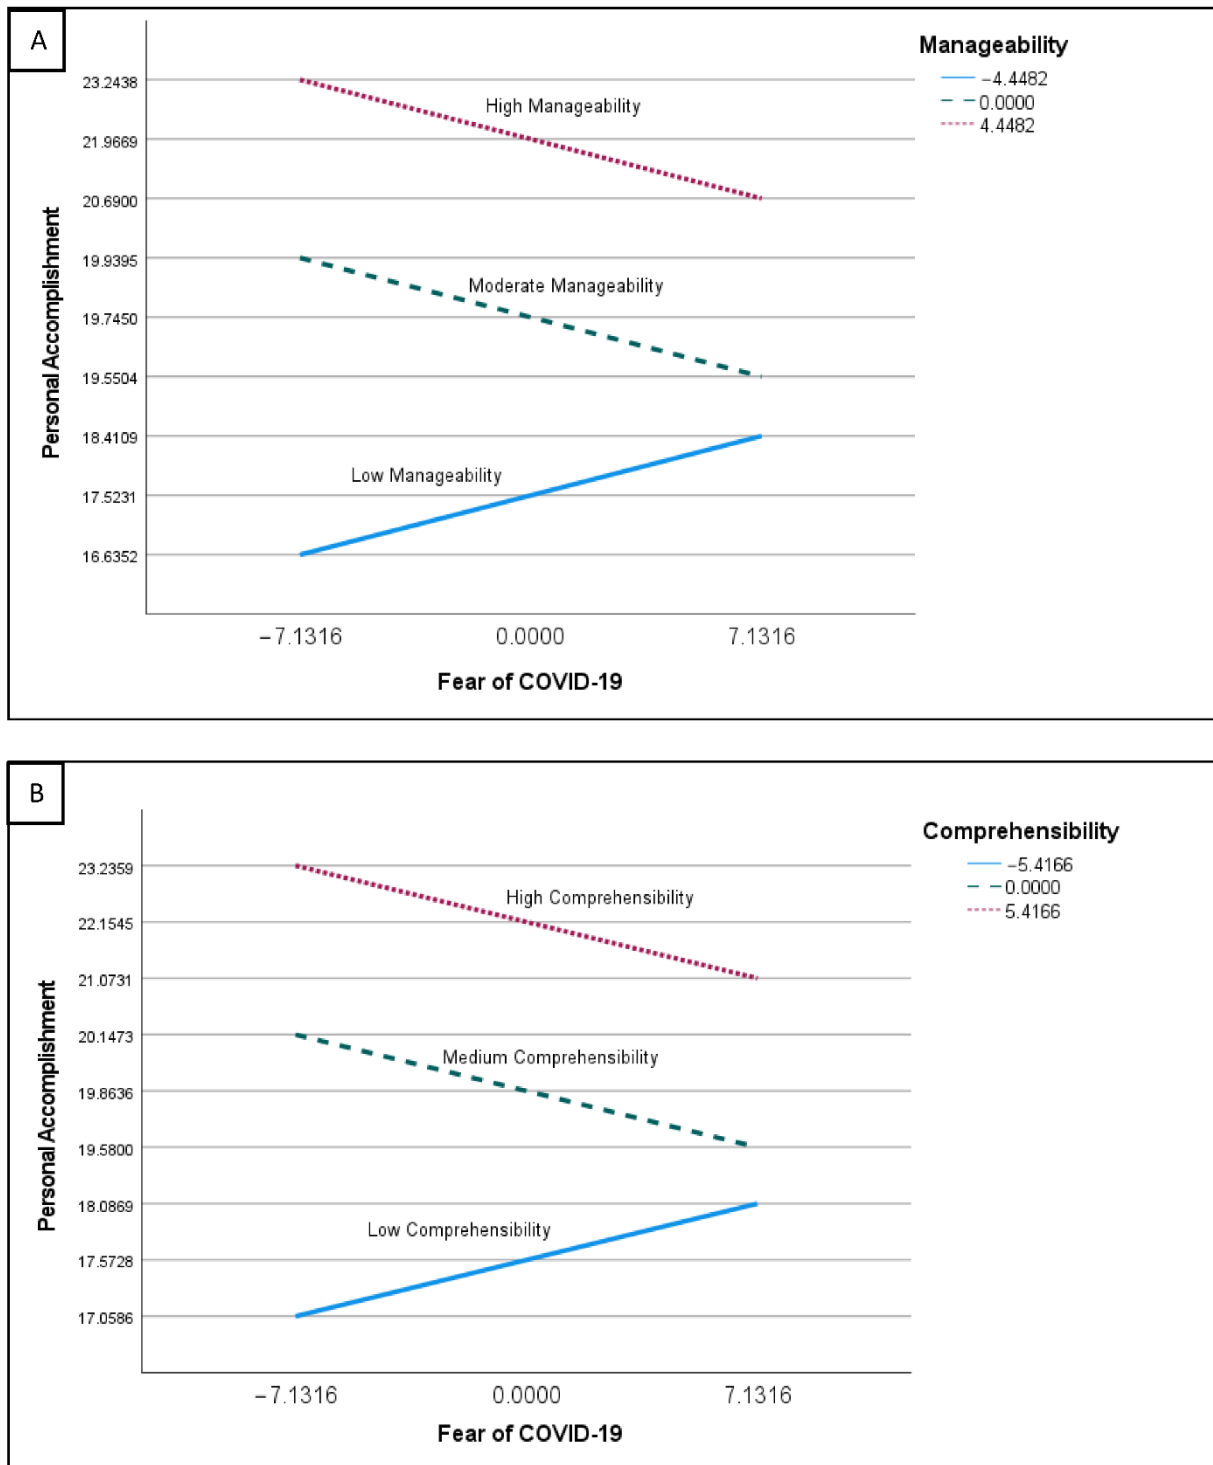 A
Manageability
−4.4482
0.0000
4.4482
23.2438
High Manageability
21.9669
20.6900
19.9395
Moderate Manageability
19.7450
19.5504
18.4109
Low Manageability
17.5231
16.6352
Personal Accomplishment
−7.1316 0.0000 7.1316
Fear of COVID-19
B
Comprehensibility
−5.4166
0.0000
5.4166
23.2359
High Comprehensibility
22.1545
21.0731
20.1473
Medium Comprehensibility
19.8636
19.5800
18.0869
Low Comprehensibility
17.5728
17.0586
Personal Accomplishment
−7.1316 0.0000 7.1316
Fear of COVID-19